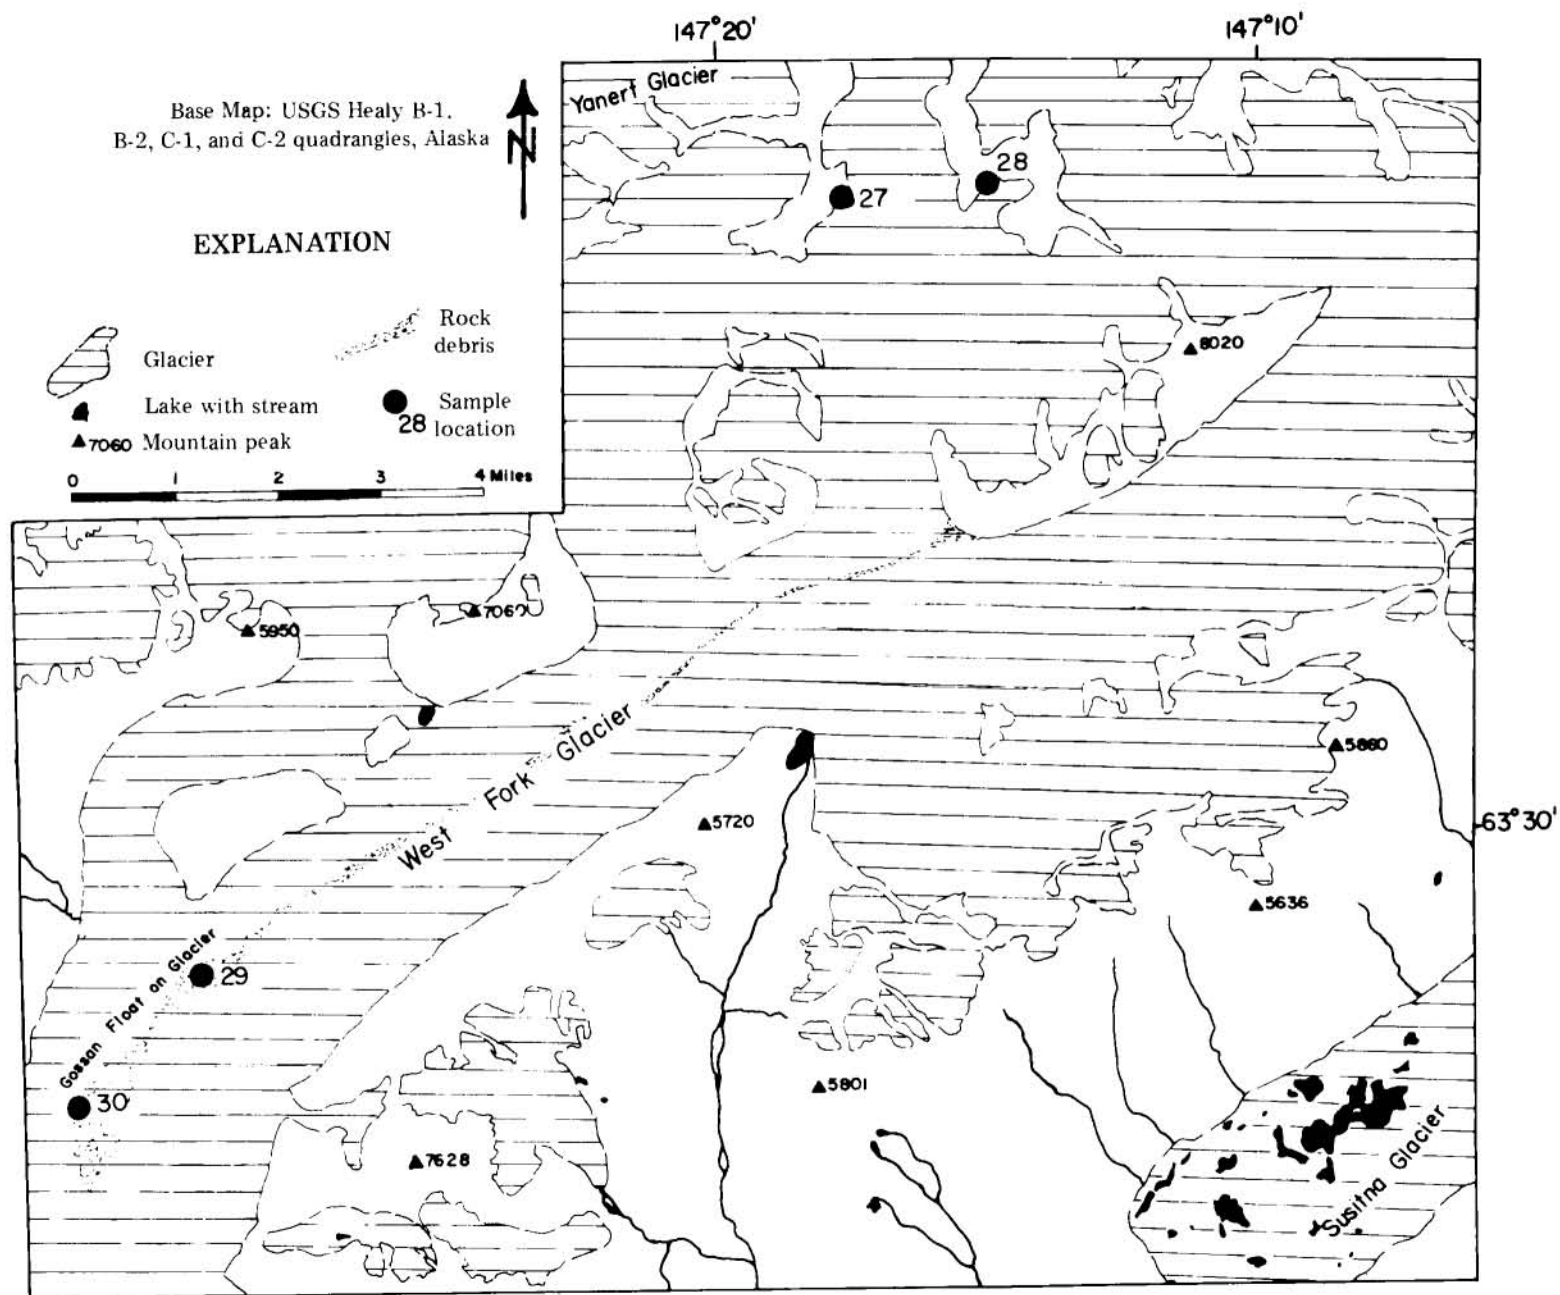 147°20'
147°10'
Base Map: USGS Healy B-1.
B-2, C-1, and C-2 quadrangles, Alaska
N
EXPLANATION
Glacier
Rock
debris
Lake with stream
Sample
28 location
7060 Mountain peak
0 1 2 3 4 Miles
Yanert Glacier
27
28
8020
7060
5950
West Fork Glacier
5880
5720
63°30'
5636
Gossan Float on Glacier
29
30
5801
7628
Susitna Glacier